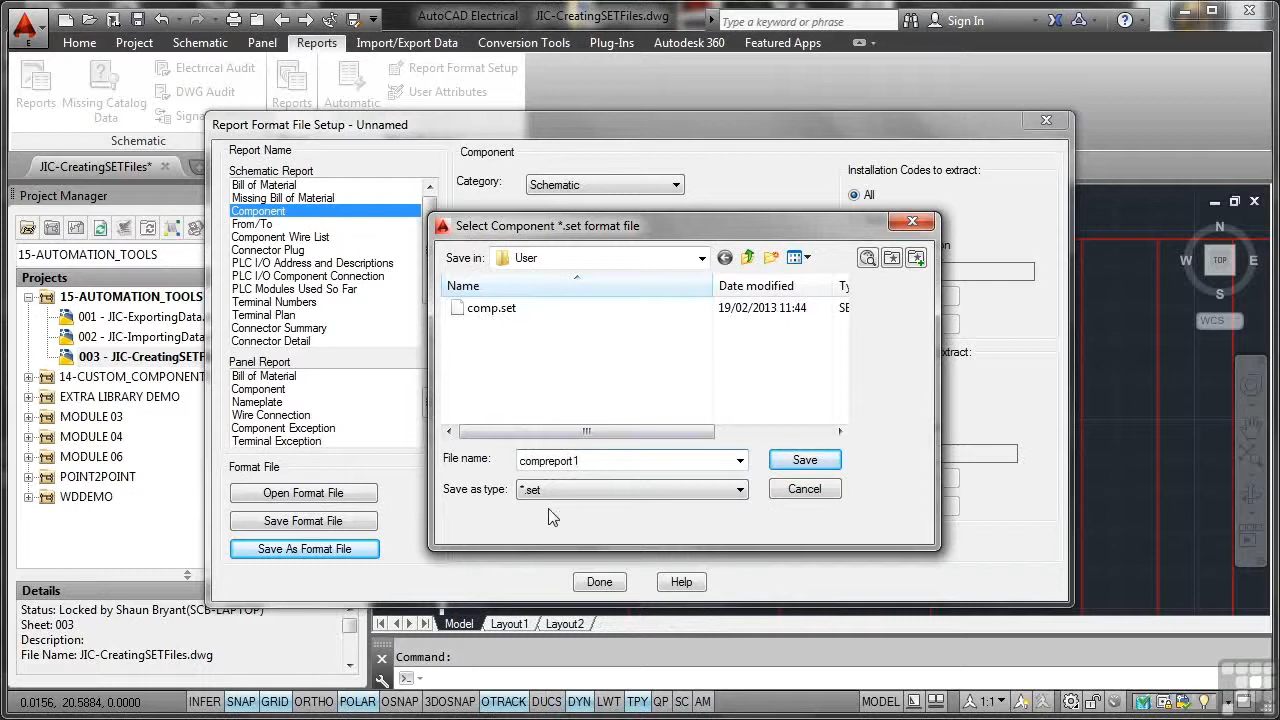 AutoCAD Electrical JIC-CreatingSETFiles.dwg
Type a keyword or phrase
Sign In
Home Project Schematic Panel Reports Import/Export Data Conversion Tools Plug-Ins Autodesk 360 Featured Apps
Reports
Missing Catalog
Data
Electrical Audit
DWG Audit
Signa
Reports
Automatic
Report Format Setup
User Attributes
Schematic
JIC-CreatingSETFiles*
Project Manager
15-AUTOMATION_TOOLS
Projects
15-AUTOMATION_TOOLS
001 - JIC-ExportingData.
002 - JIC-ImportingData
003 - JIC-CreatingSETF
14-CUSTOM_COMPONENT
EXTRA LIBRARY DEMO
MODULE 03
MODULE 04
MODULE 06
POINT2POINT
WDDEMO
Details
Status: Locked by Shaun Bryant(SCB-LAPTOP)
Sheet: 003
Description:
File Name: JIC-CreatingSETFiles.dwg
Report Format File Setup - Unnamed
Report Name
Schematic Report
Bill of Material
Missing Bill of Material
Component
From/To
Component Wire List
Connector Plug
PLC I/O Address and Descriptions
PLC I/O Component Connection
PLC Modules Used So Far
Terminal Numbers
Terminal Plan
Connector Summary
Connector Detail
Panel Report
Bill of Material
Component
Nameplate
Wire Connection
Component Exception
Terminal Exception
Format File
Open Format File
Save Format File
Save As Format File
Component
Category: Schematic
Installation Codes to extract:
All
xtract:
Done
Help
Select Component *.set format file
Save in: User
Name Date modified Ty
comp.set 19/02/2013 11:44 SE
File name: compreport1 Save
Save as type: *.set Cancel
N
W TOP E
S
WCS
Model Layout1 Layout2
Command:
0.0156, 20.5884, 0.0000 INFER SNAP GRID ORTHO POLAR OSNAP 3DOSNAP OTRACK DUCS DYN LWT TPY QP SC AM MODEL 1:1